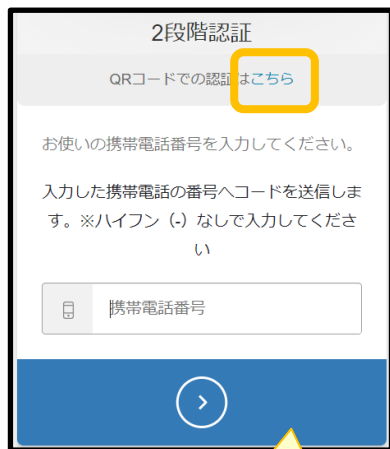 2段階認証
QRコードでの認証はこちら
お使いの携帯電話番号を入力してください。
入力した携帯電話の番号へコードを送信しま
す。※ハイフン（-）なしで入力してくださ
い
携帯電話番号